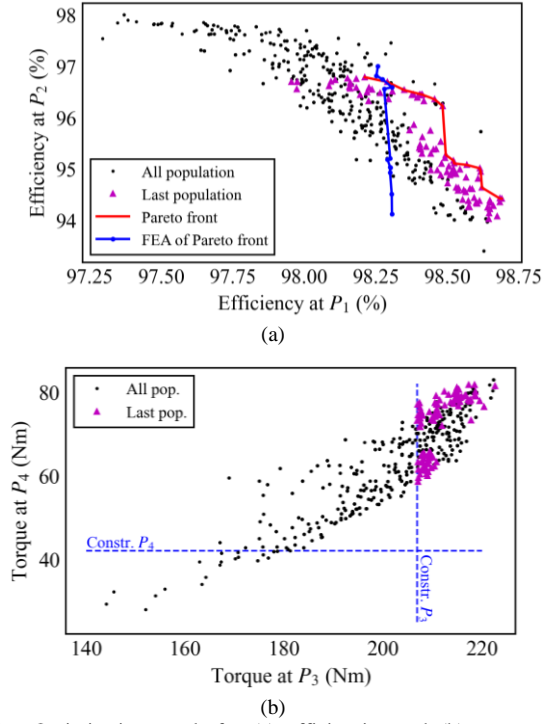 98
97
96
95
94
Efficiency at P2 (%)
All population
Last population
Pareto front
FEA of Pareto front
97.25 97.50 97.75 98.00 98.25 98.50 98.75
Efficiency at P1 (%)
(a)
80
60
40
Torque at P4 (Nm)
All pop.
Last pop.
Constr. P4
Constr. P3
140 160 180 200 220
Torque at P3 (Nm)
(b)